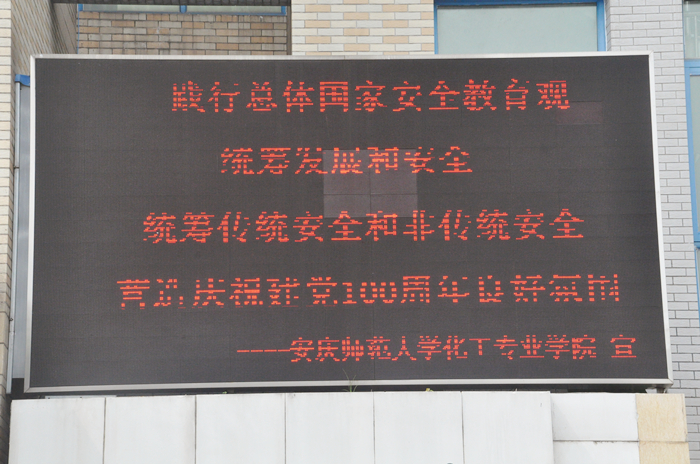 践行总体国家安全教育观
统筹发展和安全
统筹传统安全和非传统安全
营造庆祝建党100周年良好氛围
----安庆师范大学化工专业学院 宣